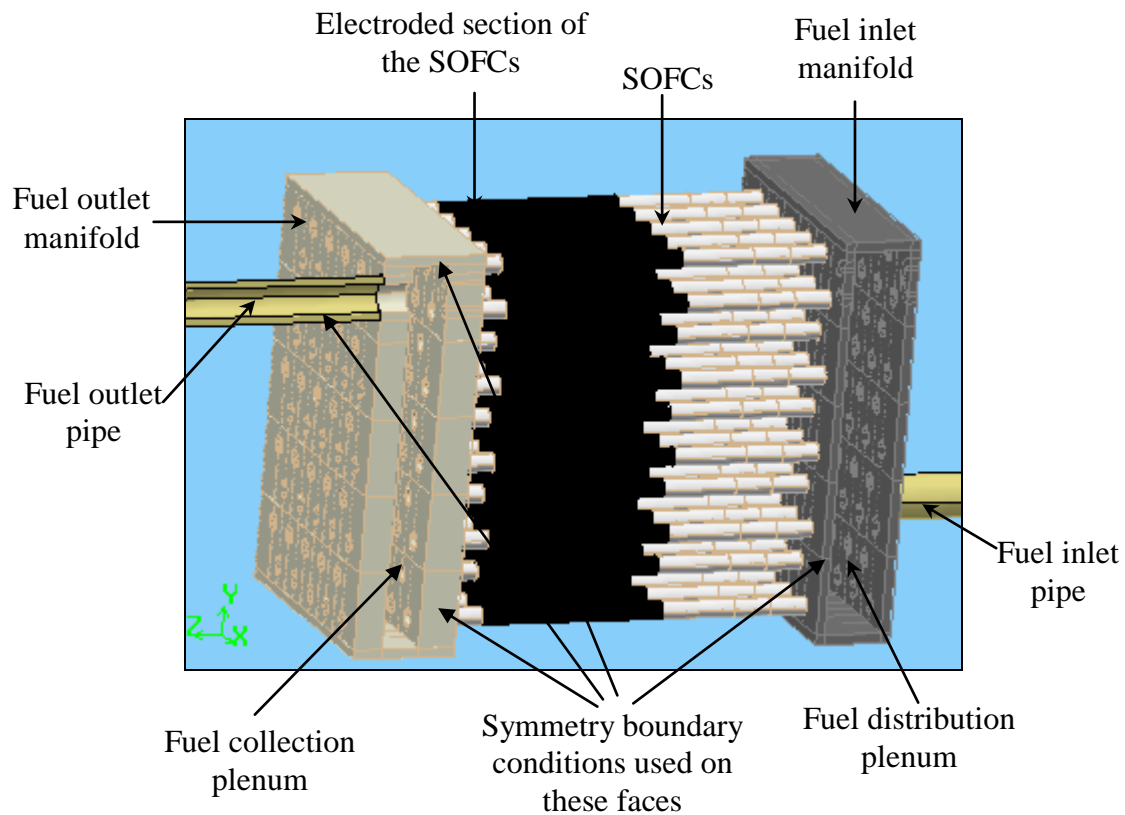 Electroded section of
the SOFCs
SOFCs
Fuel inlet
manifold
Fuel outlet
manifold
Fuel outlet
pipe
Fuel inlet
pipe
Y
Z
X
Fuel collection
plenum
Symmetry boundary
conditions used on
these faces
Fuel distribution
plenum